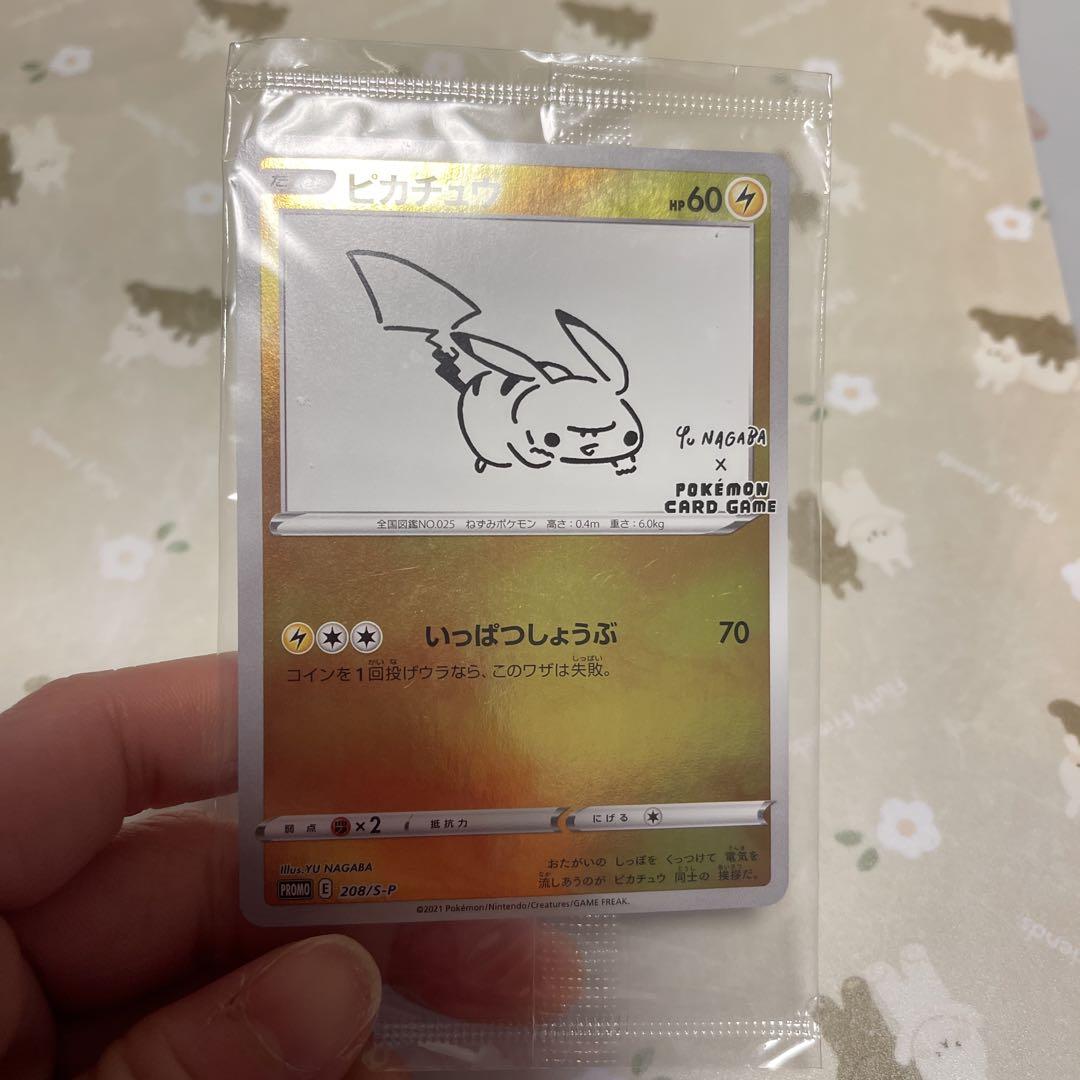 ピカチュウ
HP60
Yu NAGABA
×
POKÉMON
CARD GAME
全国図鑑NO.025 ねずみポケモン 高さ:0.4m 重さ:6.0kg
いっぱつしょうぶ 70
コインを1回投げウラなら、このワザは失敗。
弱点 ×2 抵抗力 にげる
Illus.YU NAGABA
おたがいの しっぽを くっつけて 電気を
流しあうのが ピカチュウ 同士の 挨拶だ。
PROMO E 208/S-P
©2021 Pokémon/Nintendo/Creatures/GAME FREAK.